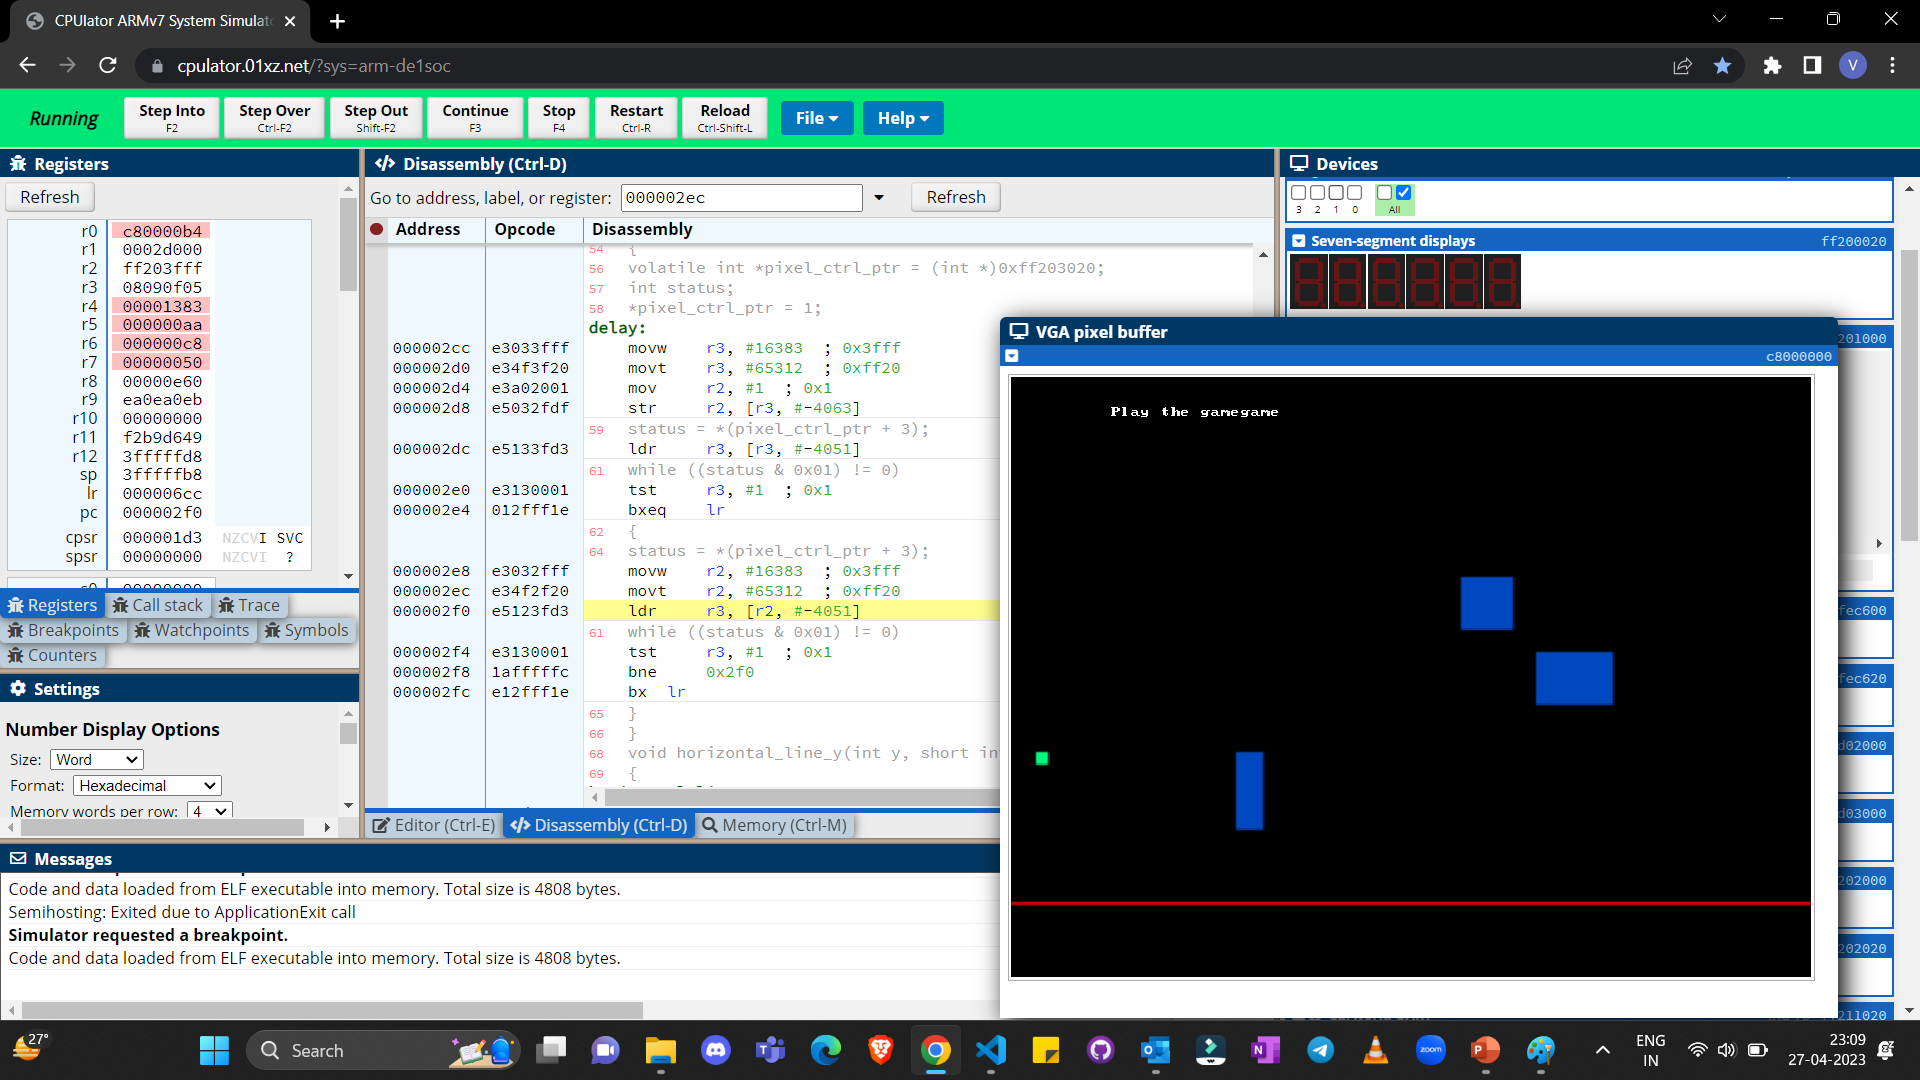 CPUlator ARMv7 System Simulato
cpulator.01xz.net/?sys=arm-de1soc
V
Running
Step Into
F2
Step Over
Ctrl-F2
Step Out
Shift-F2
Continue
F3
Stop
F4
Restart
Ctrl-R
Reload
Ctrl-Shift-L
File
Help
Registers
Refresh
r0 c80000b4
r1 0002d000
r2 ff203fff
r3 08090f05
r4 00001383
r5 000000aa
r6 000000c8
r7 00000050
r8 00000e60
r9 ea0ea0eb
r10 00000000
r11 f2b9d649
r12 3fffffd8
sp 3fffffb8
lr 000006cc
pc 000002f0
cpsr 000001d3 NZCVI SVC
spsr 00000000 NZCVI ?
s0 00000000
Registers Call stack Trace
Breakpoints Watchpoints Symbols
Counters
Settings
Number Display Options
Size: Word
Format: Hexadecimal
Memory words per row: 4
Disassembly (Ctrl-D)
Go to address, label, or register: 000002ec Refresh
Address Opcode Disassembly
54 {
56 volatile int *pixel_ctrl_ptr = (int *)0xff203020;
57 int status;
58 *pixel_ctrl_ptr = 1;
delay:
000002cc e3033fff movw r3, #16383 ; 0x3fff
000002d0 e34f3f20 movt r3, #65312 ; 0xff20
000002d4 e3a02001 mov r2, #1 ; 0x1
000002d8 e5032fdf str r2, [r3, #-4063]
59 status = *(pixel_ctrl_ptr + 3);
000002dc e5133fd3 ldr r3, [r3, #-4051]
61 while ((status & 0x01) != 0)
000002e0 e3130001 tst r3, #1 ; 0x1
000002e4 012fff1e bxeq lr
62 {
64 status = *(pixel_ctrl_ptr + 3);
000002e8 e3032fff movw r2, #16383 ; 0x3fff
000002ec e34f2f20 movt r2, #65312 ; 0xff20
000002f0 e5123fd3 ldr r3, [r2, #-4051]
61 while ((status & 0x01) != 0)
000002f4 e3130001 tst r3, #1 ; 0x1
000002f8 1afffffc bne 0x2f0
000002fc e12fff1e bx lr
65 }
66 }
68 void horizontal_line_y(int y, short in
69 {
Editor (Ctrl-E) Disassembly (Ctrl-D) Memory (Ctrl-M)
Messages
Code and data loaded from ELF executable into memory. Total size is 4808 bytes.
Semihosting: Exited due to ApplicationExit call
Simulator requested a breakpoint.
Code and data loaded from ELF executable into memory. Total size is 4808 bytes.
Devices
3 2 1 0 All
Seven-segment displays ff200020
201000
fec600
fec620
d02000
d03000
202000
202020
ff211020
VGA pixel buffer
c8000000
Play the gamegame
27°
Search
zoom
ENG
IN
23:09
27-04-2023